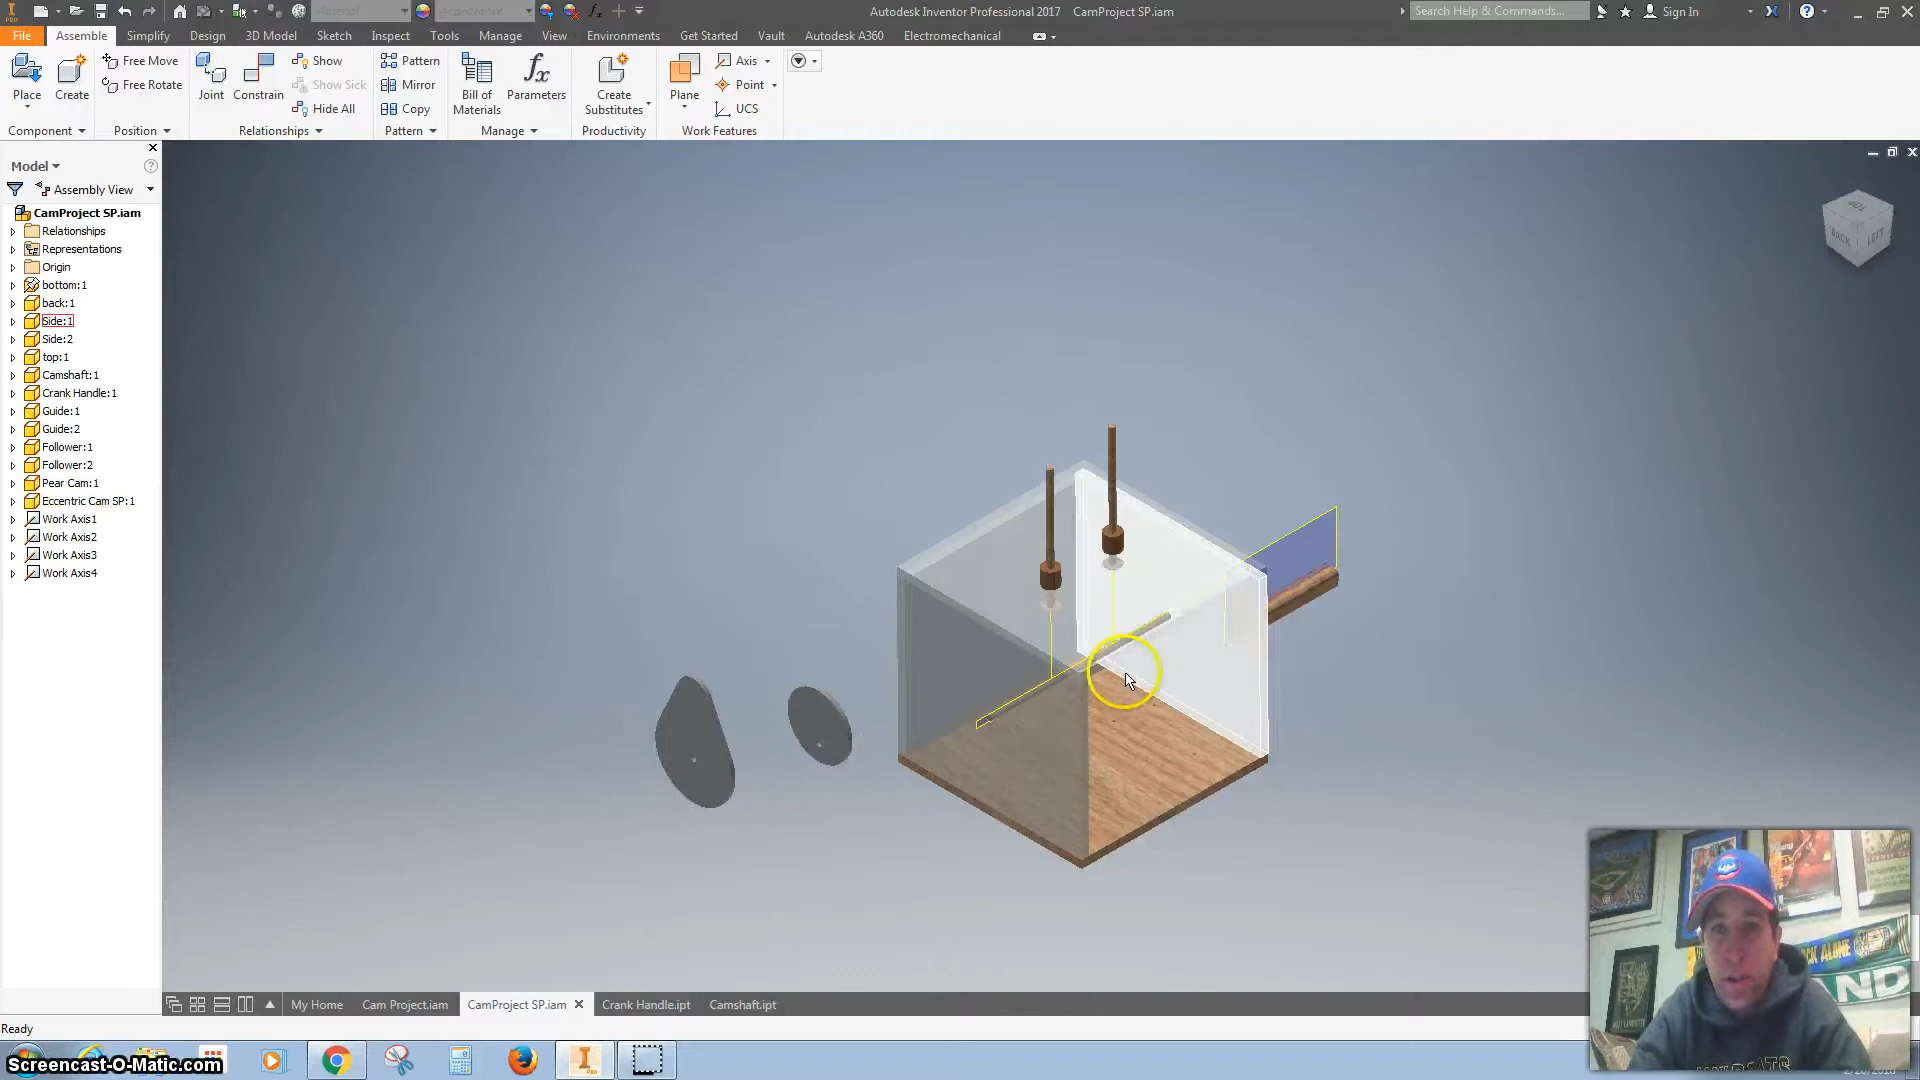 Autodesk Inventor Professional 2017 CamProject SP.iam
Search Help & Commands...
Sign In
File Assemble Simplify Design 3D Model Sketch Inspect Tools Manage View Environments Get Started Vault Autodesk A360 Electromechanical
Place
Create
Free Move
Free Rotate
Joint
Constrain
Show
Show Sick
Hide All
Pattern
Mirror
Copy
Bill of
Materials
Parameters
Create
Substitutes
Plane
Axis
Point
UCS
Component Position Relationships Pattern Manage Productivity Work Features
Model
Assembly View
CamProject SP.iam
Relationships
Representations
Origin
bottom:1
back:1
Side:1
Side:2
top:1
Camshaft:1
Crank Handle:1
Guide:1
Guide:2
Follower:1
Follower:2
Pear Cam:1
Eccentric Cam SP:1
Work Axis1
Work Axis2
Work Axis3
Work Axis4
TOP
BACK
LEFT
My Home Cam Project.iam CamProject SP.iam Crank Handle.ipt Camshaft.ipt
Ready
Screencast-O-Matic.com